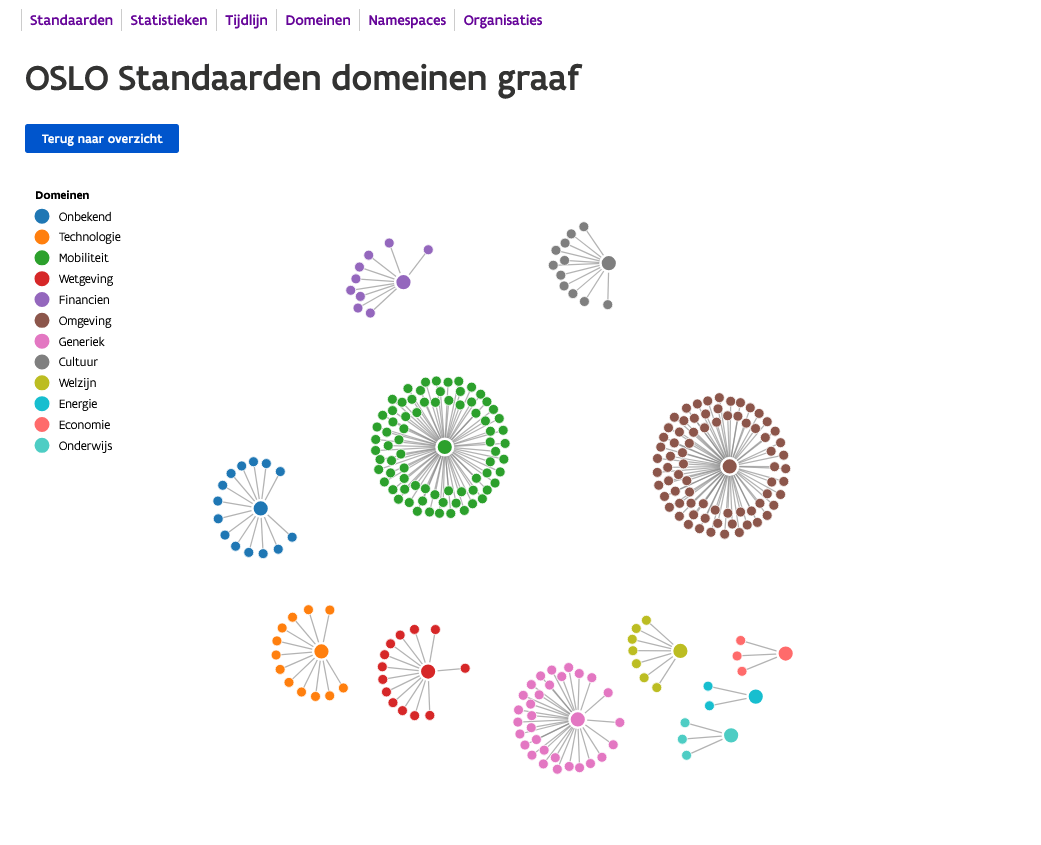 Standaarden Statistieken Tijdlijn Domeinen Namespaces Organisaties
OSLO Standaarden domeinen graaf
Terug naar overzicht
Domeinen
Onbekend
Technologie
Mobiliteit
Wetgeving
Financien
Omgeving
Generiek
Cultuur
Welzijn
Energie
Economie
Onderwijs